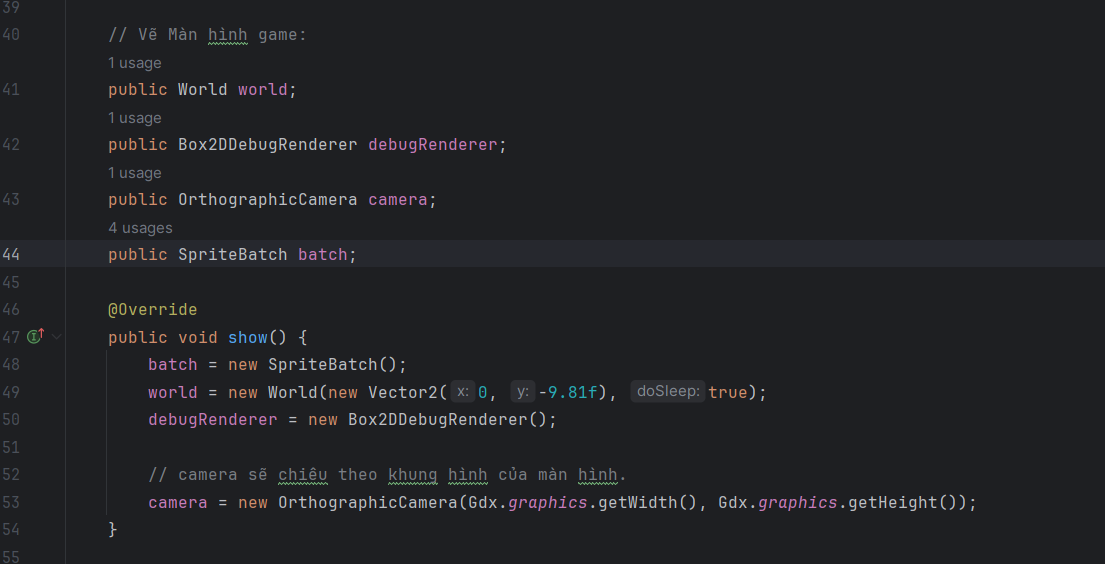 39
40 // Vẽ Màn hình game:
1 usage
41 public World world;
1 usage
42 public Box2DDebugRenderer debugRenderer;
1 usage
43 public OrthographicCamera camera;
4 usages
44 public SpriteBatch batch;
45
46 @Override
47 public void show() {
48 batch = new SpriteBatch();
49 world = new World(new Vector2( x: 0, y: -9.81f), doSleep: true);
50 debugRenderer = new Box2DDebugRenderer();
51
52 // camera sẽ chiêu theo khung hình của màn hình.
53 camera = new OrthographicCamera(Gdx.graphics.getWidth(), Gdx.graphics.getHeight());
54 }
55